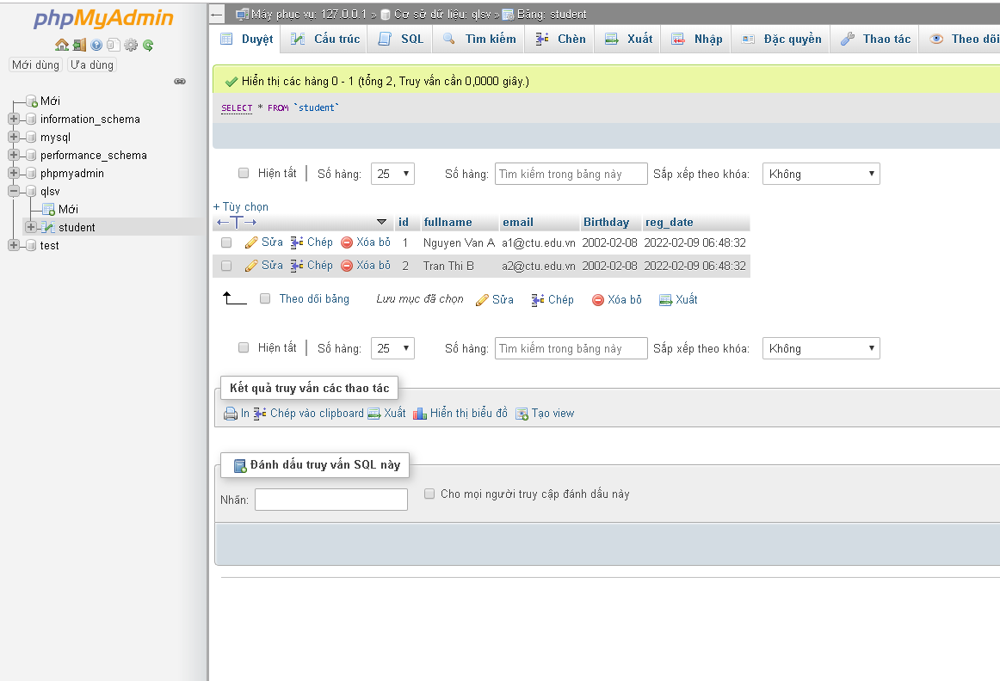 phpMyAdmin
Mới dùng Ưa dùng
Mới
information_schema
mysql
performance_schema
phpmyadmin
qlsv
Mới
student
test
Máy phục vụ: 127.0.0.1 » Cơ sở dữ liệu: qlsv » Bảng: student
Duyệt Cấu trúc SQL Tìm kiếm Chèn Xuất Nhập Đặc quyền Thao tác Theo dõi
Hiển thị các hàng 0 - 1 (tổng 2, Truy vấn cần 0,0000 giây.)
SELECT * FROM `student`
Hiện tất | Số hàng: 25 Số hàng: Tìm kiếm trong bảng này Sắp xếp theo khóa: Không
+ Tùy chọn
←T→ id fullname email Birthday reg_date
Sửa Chép Xóa bỏ 1 Nguyen Van A a1@ctu.edu.vn 2002-02-08 2022-02-09 06:48:32
Sửa Chép Xóa bỏ 2 Tran Thi B a2@ctu.edu.vn 2002-02-08 2022-02-09 06:48:32
Theo dõi bảng Lưu mục đã chọn Sửa Chép Xóa bỏ Xuất
Hiện tất | Số hàng: 25 Số hàng: Tìm kiếm trong bảng này Sắp xếp theo khóa: Không
Kết quả truy vấn các thao tác
In Chép vào clipboard Xuất Hiển thị biểu đồ Tạo view
Đánh dấu truy vấn SQL này
Nhãn: Cho mọi người truy cập đánh dấu này